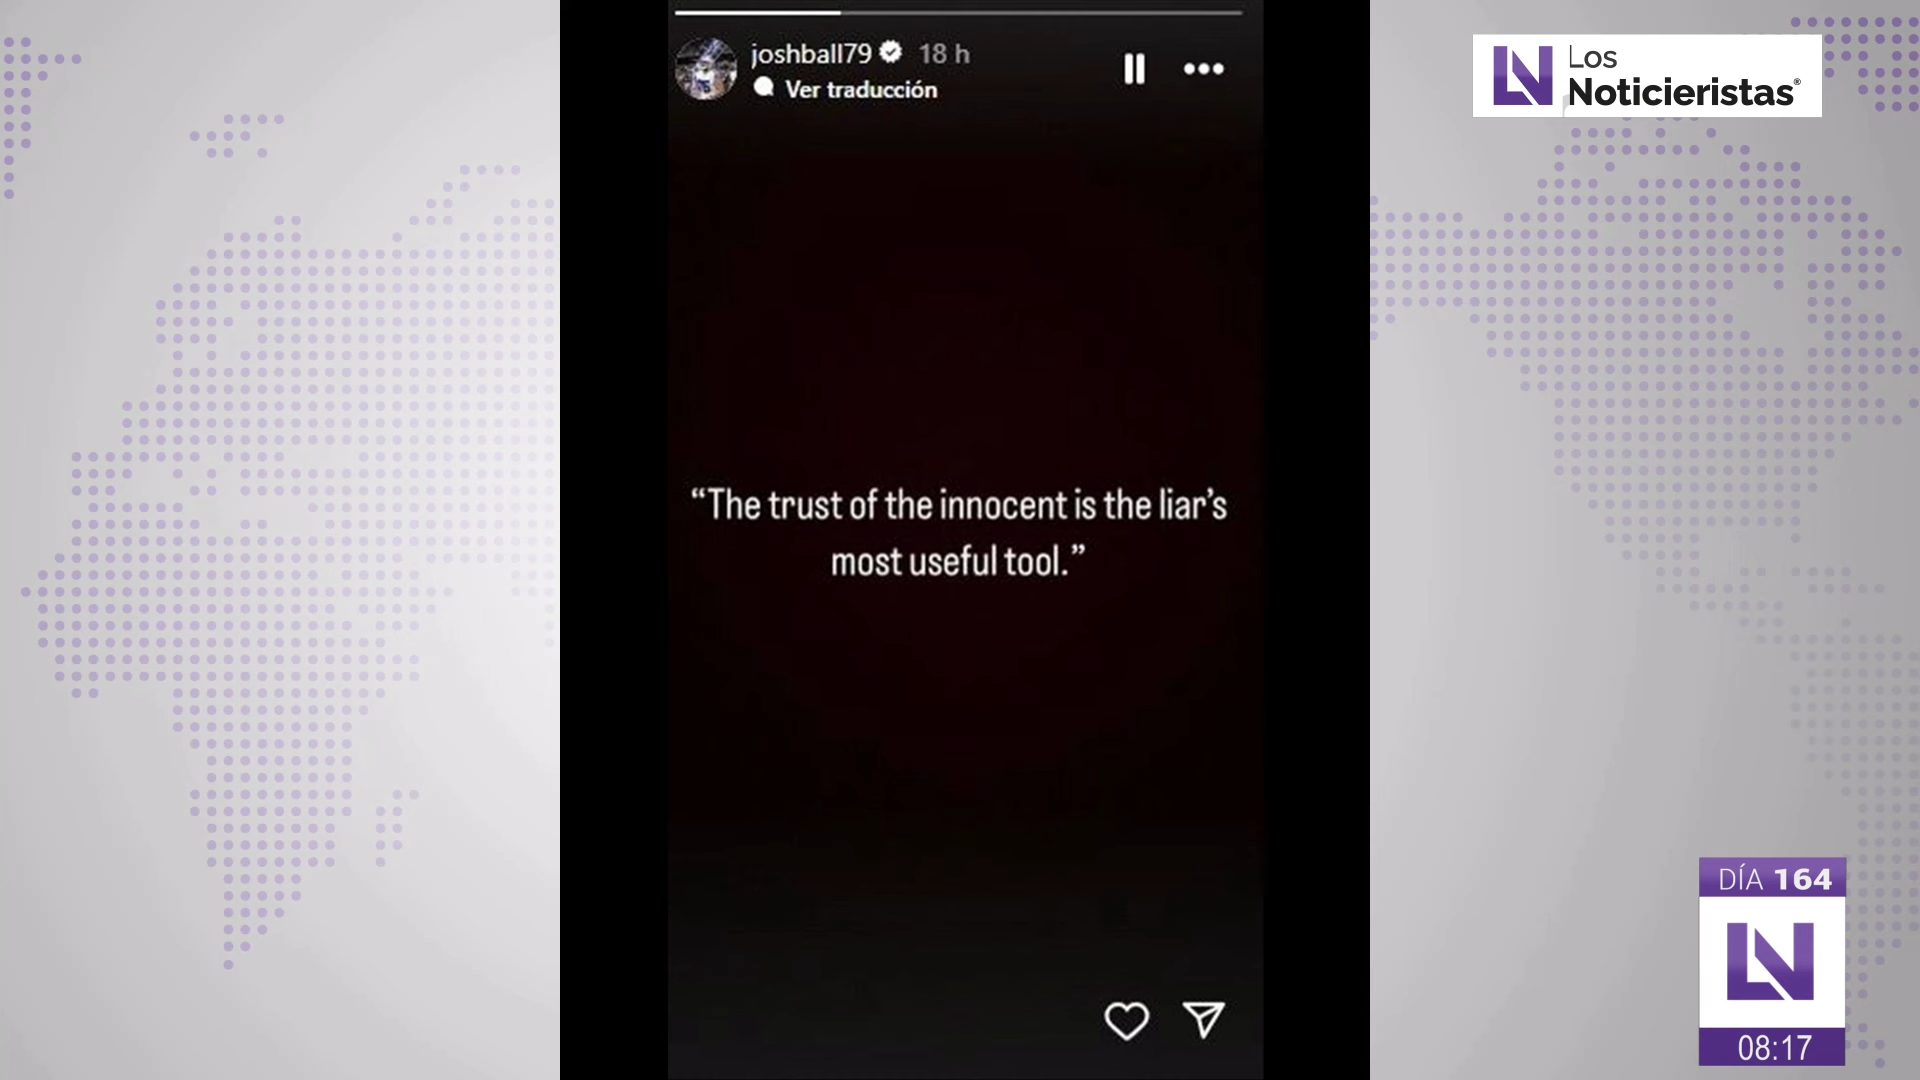 joshball79 18 h
Ver traducción
Los
Noticieristas®
“The trust of the innocent is the liar’s
most useful tool.”
DÍA 164
LN
08:17